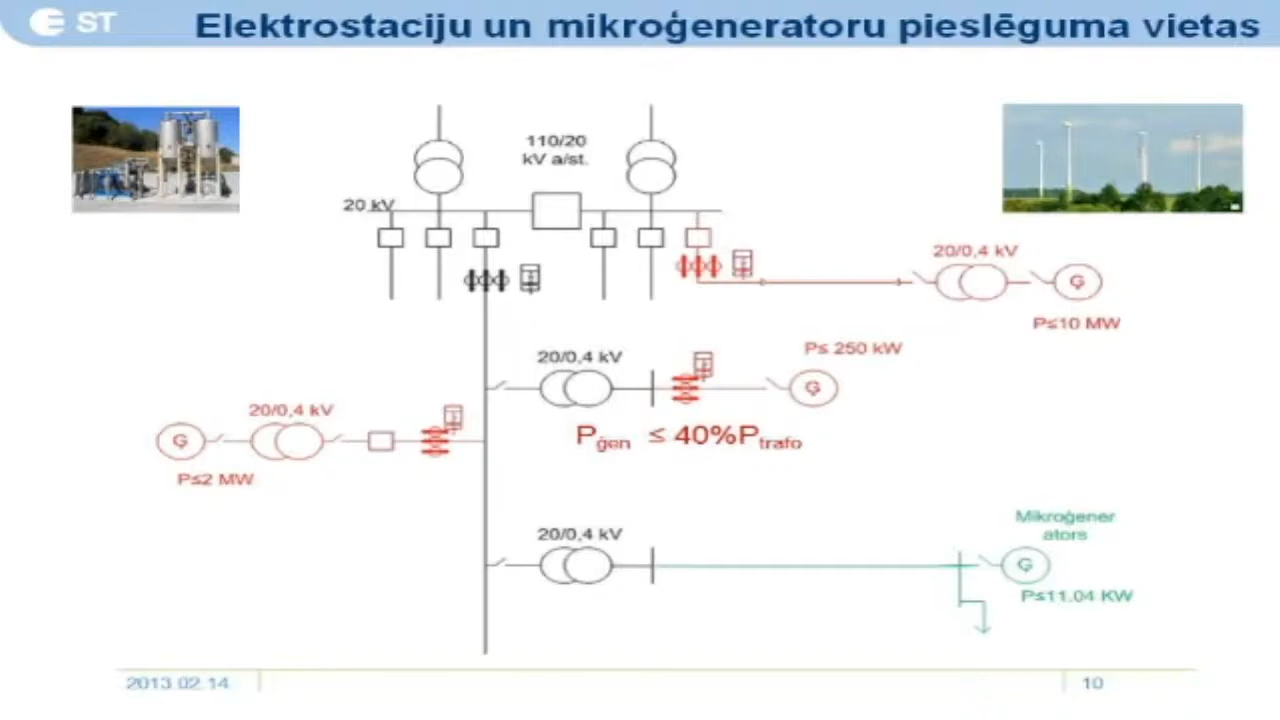 ST
Elektrostaciju un mikroģeneratoru pieslēguma vietas
110/20
kV a/st.
20 kV
20/0,4 kV
Ģ
P≤10 MW
20/0,4 kV
P≤ 250 kW
Ģ
20/0,4 kV
Ģ
P≤2 MW
Pģen ≤ 40%Ptrafo
20/0,4 kV
Mikroģener
ators
Ģ
P≤11.04 KW
2013.02.14
10